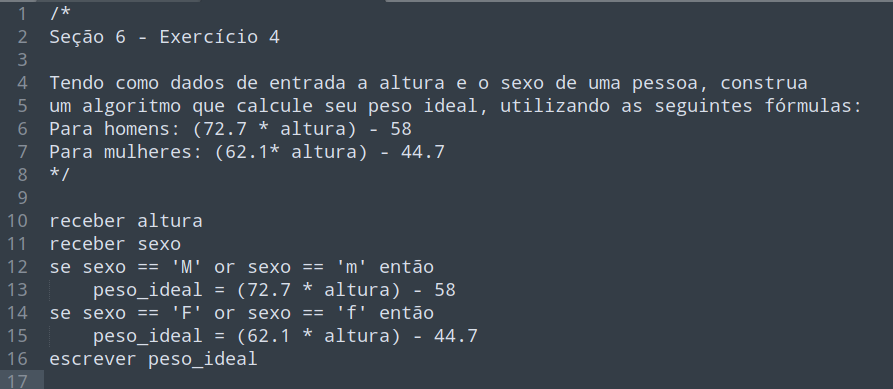 1 /*
2 Seção 6 - Exercício 4
3
4 Tendo como dados de entrada a altura e o sexo de uma pessoa, construa
5 um algoritmo que calcule seu peso ideal, utilizando as seguintes fórmulas:
6 Para homens: (72.7 * altura) - 58
7 Para mulheres: (62.1* altura) - 44.7
8 */
9
10 receber altura
11 receber sexo
12 se sexo == 'M' or sexo == 'm' então
13     peso_ideal = (72.7 * altura) - 58
14 se sexo == 'F' or sexo == 'f' então
15     peso_ideal = (62.1 * altura) - 44.7
16 escrever peso_ideal
17